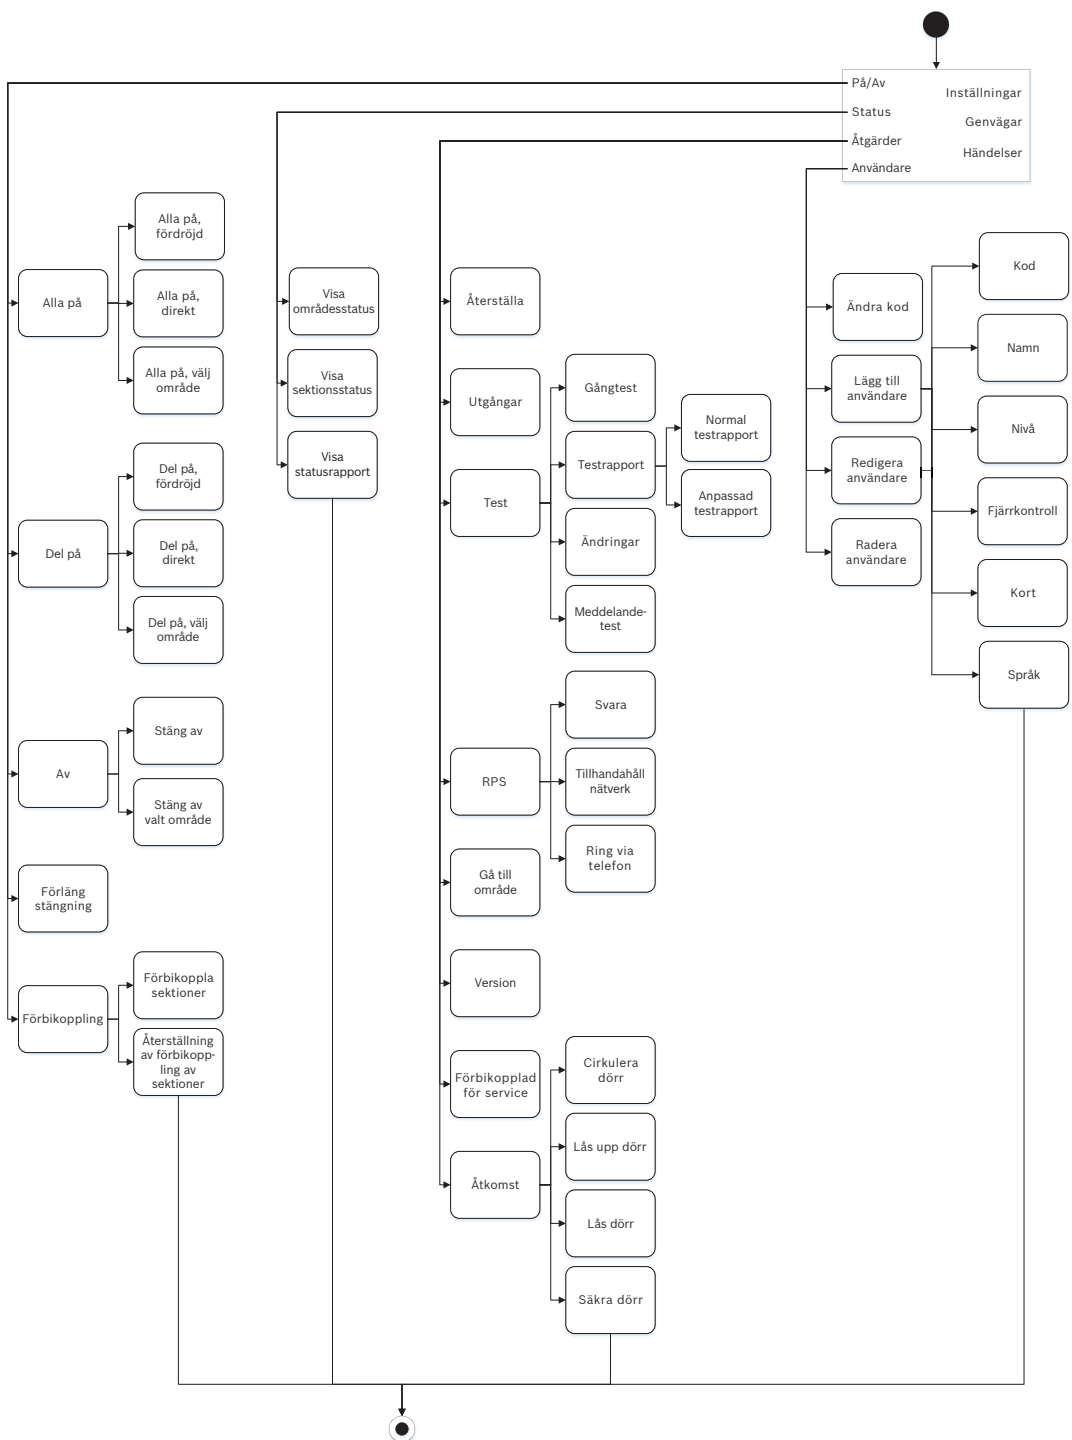 På/Av
Status
Åtgärder
Användare
Inställningar
Genvägar
Händelser
Alla på
Alla på,
fördröjd
Alla på,
direkt
Alla på, välj
område
Del på
Del på,
fördröjd
Del på,
direkt
Del på, välj
område
Av
Stäng av
Stäng av
valt område
Förläng
stängning
Förbikoppling
Förbikoppla
sektioner
Återställning
av förbikopp-
ling av
sektioner
Visa
områdesstatus
Visa
sektionsstatus
Visa
statusrapport
Återställa
Utgångar
Test
Gångtest
Testrapport
Normal
testrapport
Anpassad
testrapport
Ändringar
Meddelande-
test
RPS
Svara
Tillhandahåll
nätverk
Ring via
telefon
Gå till
område
Version
Förbikopplad
för service
Åtkomst
Cirkulera
dörr
Lås upp dörr
Lås dörr
Säkra dörr
Ändra kod
Lägg till
användare
Redigera
användare
Radera
användare
Kod
Namn
Nivå
Fjärrkontroll
Kort
Språk